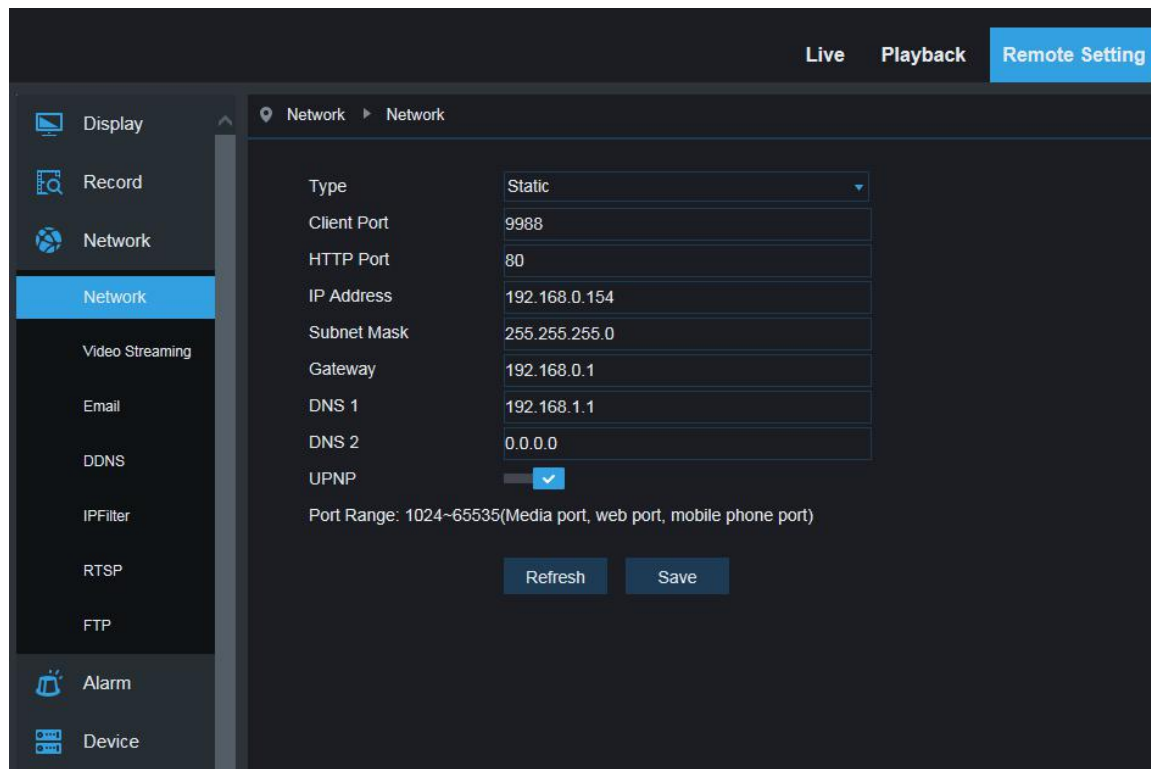 Live Playback Remote Setting
Display
Record
Network
Network
Video Streaming
Email
DDNS
IPFilter
RTSP
FTP
Alarm
Device
Network Network
Type Static
Client Port 9988
HTTP Port 80
IP Address 192.168.0.154
Subnet Mask 255.255.255.0
Gateway 192.168.0.1
DNS 1 192.168.1.1
DNS 2 0.0.0.0
UPNP
Port Range: 1024~65535(Media port, web port, mobile phone port)
Refresh Save